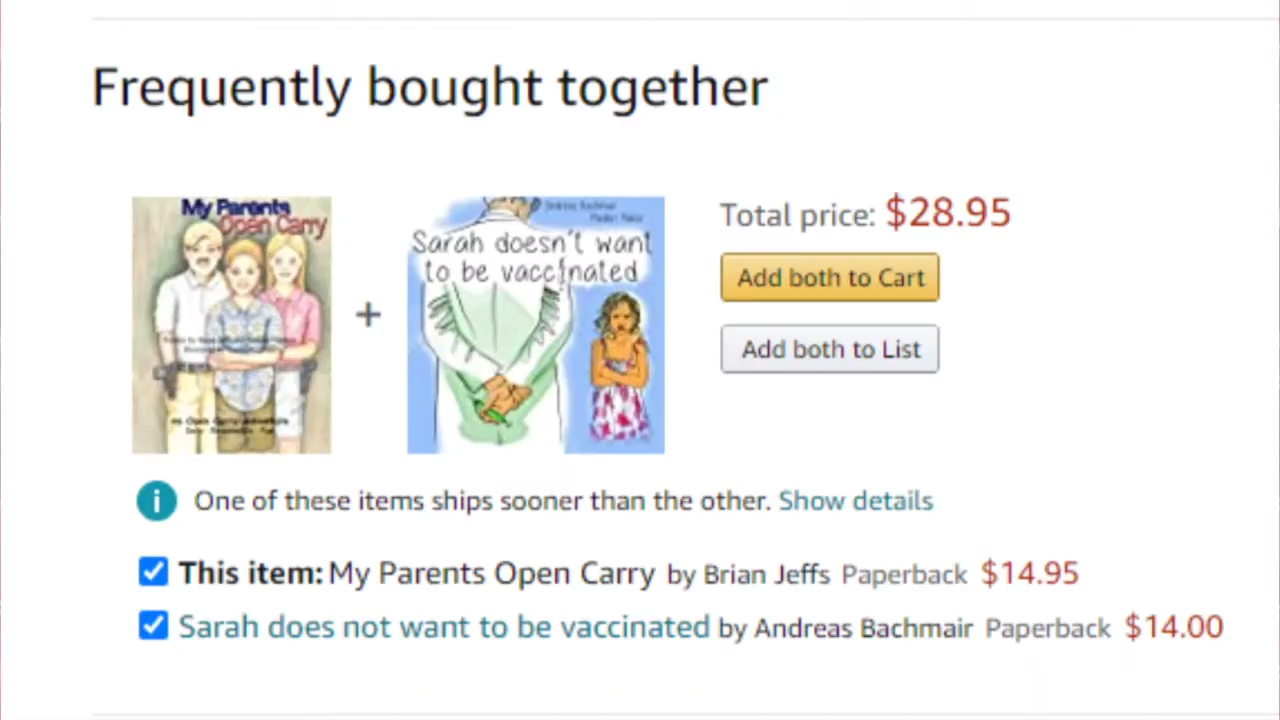 Frequently bought together
My Parents
Open Carry
+
Sarah doesn't want
to be vaccinated
Total price: $28.95
Add both to Cart
Add both to List
i One of these items ships sooner than the other. Show details
This item: My Parents Open Carry by Brian Jeffs Paperback $14.95
Sarah does not want to be vaccinated by Andreas Bachmair Paperback $14.00